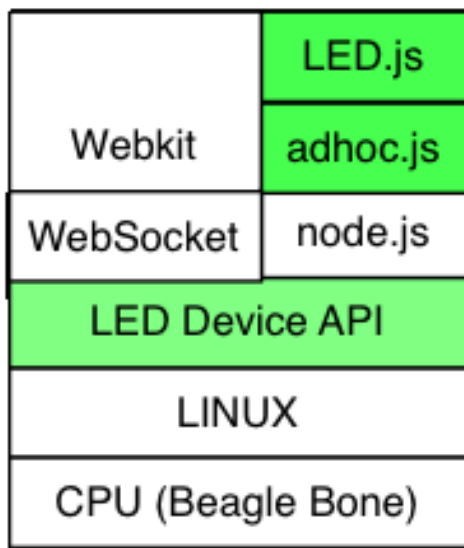 LED.js
Webkit
adhoc.js
WebSocket
node.js
LED Device API
LINUX
CPU (Beagle Bone)